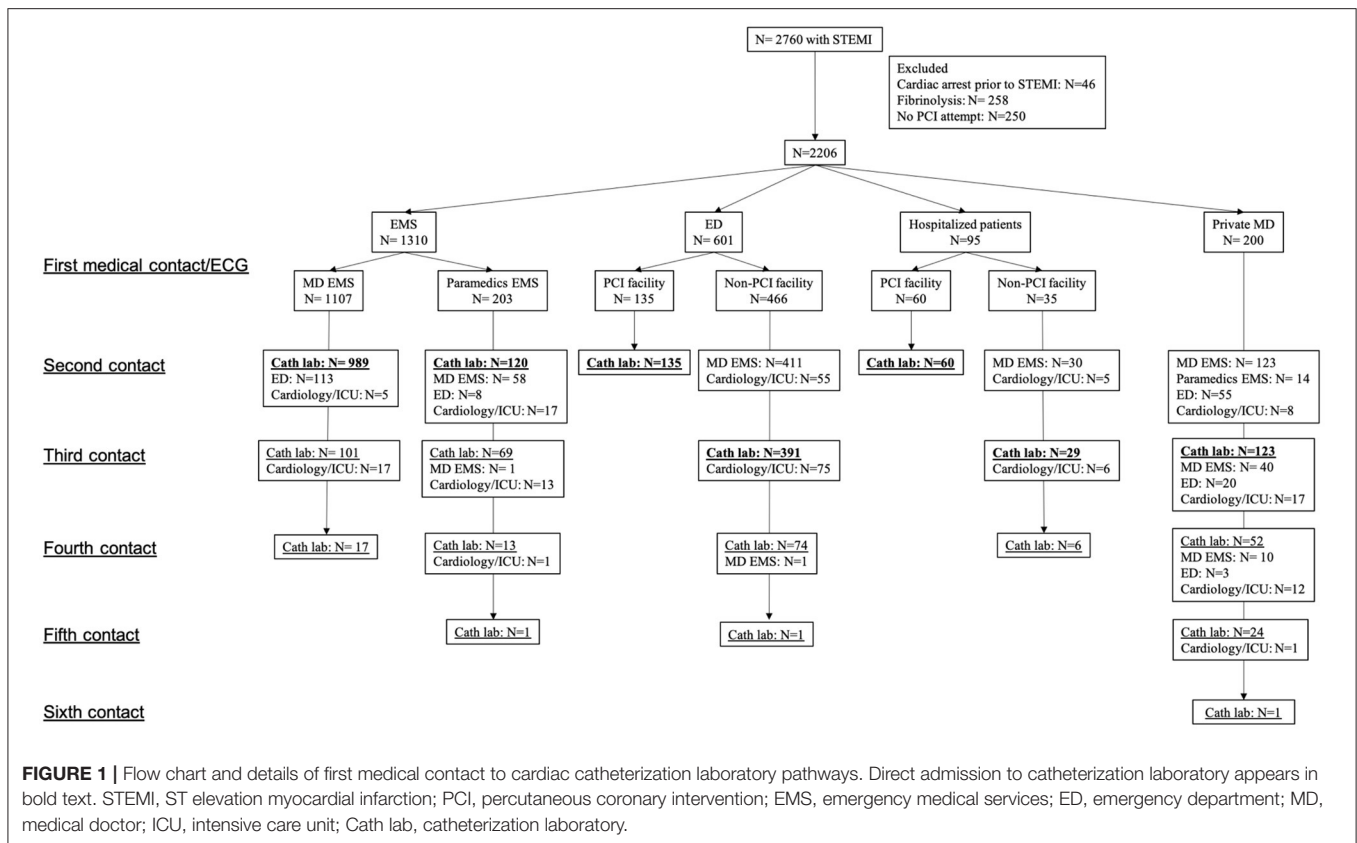 N= 2760 with STEMI
Excluded
Cardiac arrest prior to STEMI: N=46
Fibrinolysis: N= 258
No PCI attempt: N=250
N=2206
EMS
N= 1310
ED
N= 601
Hospitalized patients
N=95
Private MD
N= 200
First medical contact/ECG
MD EMS
N= 1107
Paramedics EMS
N= 203
PCI facility
N= 135
Non-PCI facility
N=466
PCI facility
N=60
Non-PCI facility
N=35
Second contact
Cath lab: N= 989
ED: N=113
Cardiology/ICU: N=5
Cath lab: N=120
MD EMS: N= 58
ED: N=8
Cardiology/ICU: N=17
Cath lab: N=135
MD EMS: N=411
Cardiology/ICU: N=55
Cath lab: N=60
MD EMS: N=30
Cardiology/ICU: N=5
MD EMS: N= 123
Paramedics EMS: N= 14
ED: N=55
Cardiology/ICU: N=8
Third contact
Cath lab: N= 101
Cardiology/ICU: N=17
Cath lab: N=69
MD EMS: N= 1
Cardiology/ICU: N=13
Cath lab: N=391
Cardiology/ICU: N=75
Cath lab: N=29
Cardiology/ICU: N=6
Cath lab: N=123
MD EMS: N= 40
ED: N=20
Cardiology/ICU: N=17
Fourth contact
Cath lab: N= 17
Cath lab: N=13
Cardiology/ICU: N=1
Cath lab: N=74
MD EMS: N=1
Cath lab: N=6
Cath lab: N=52
MD EMS: N= 10
ED: N=3
Cardiology/ICU: N=12
Fifth contact
Cath lab: N=1
Cath lab: N=1
Cath lab: N=24
Cardiology/ICU: N=1
Sixth contact
Cath lab: N=1
FIGURE 1 | Flow chart and details of first medical contact to cardiac catheterization laboratory pathways. Direct admission to catheterization laboratory appears in
bold text. STEMI, ST elevation myocardial infarction; PCI, percutaneous coronary intervention; EMS, emergency medical services; ED, emergency department; MD,
medical doctor; ICU, intensive care unit; Cath lab, catheterization laboratory.